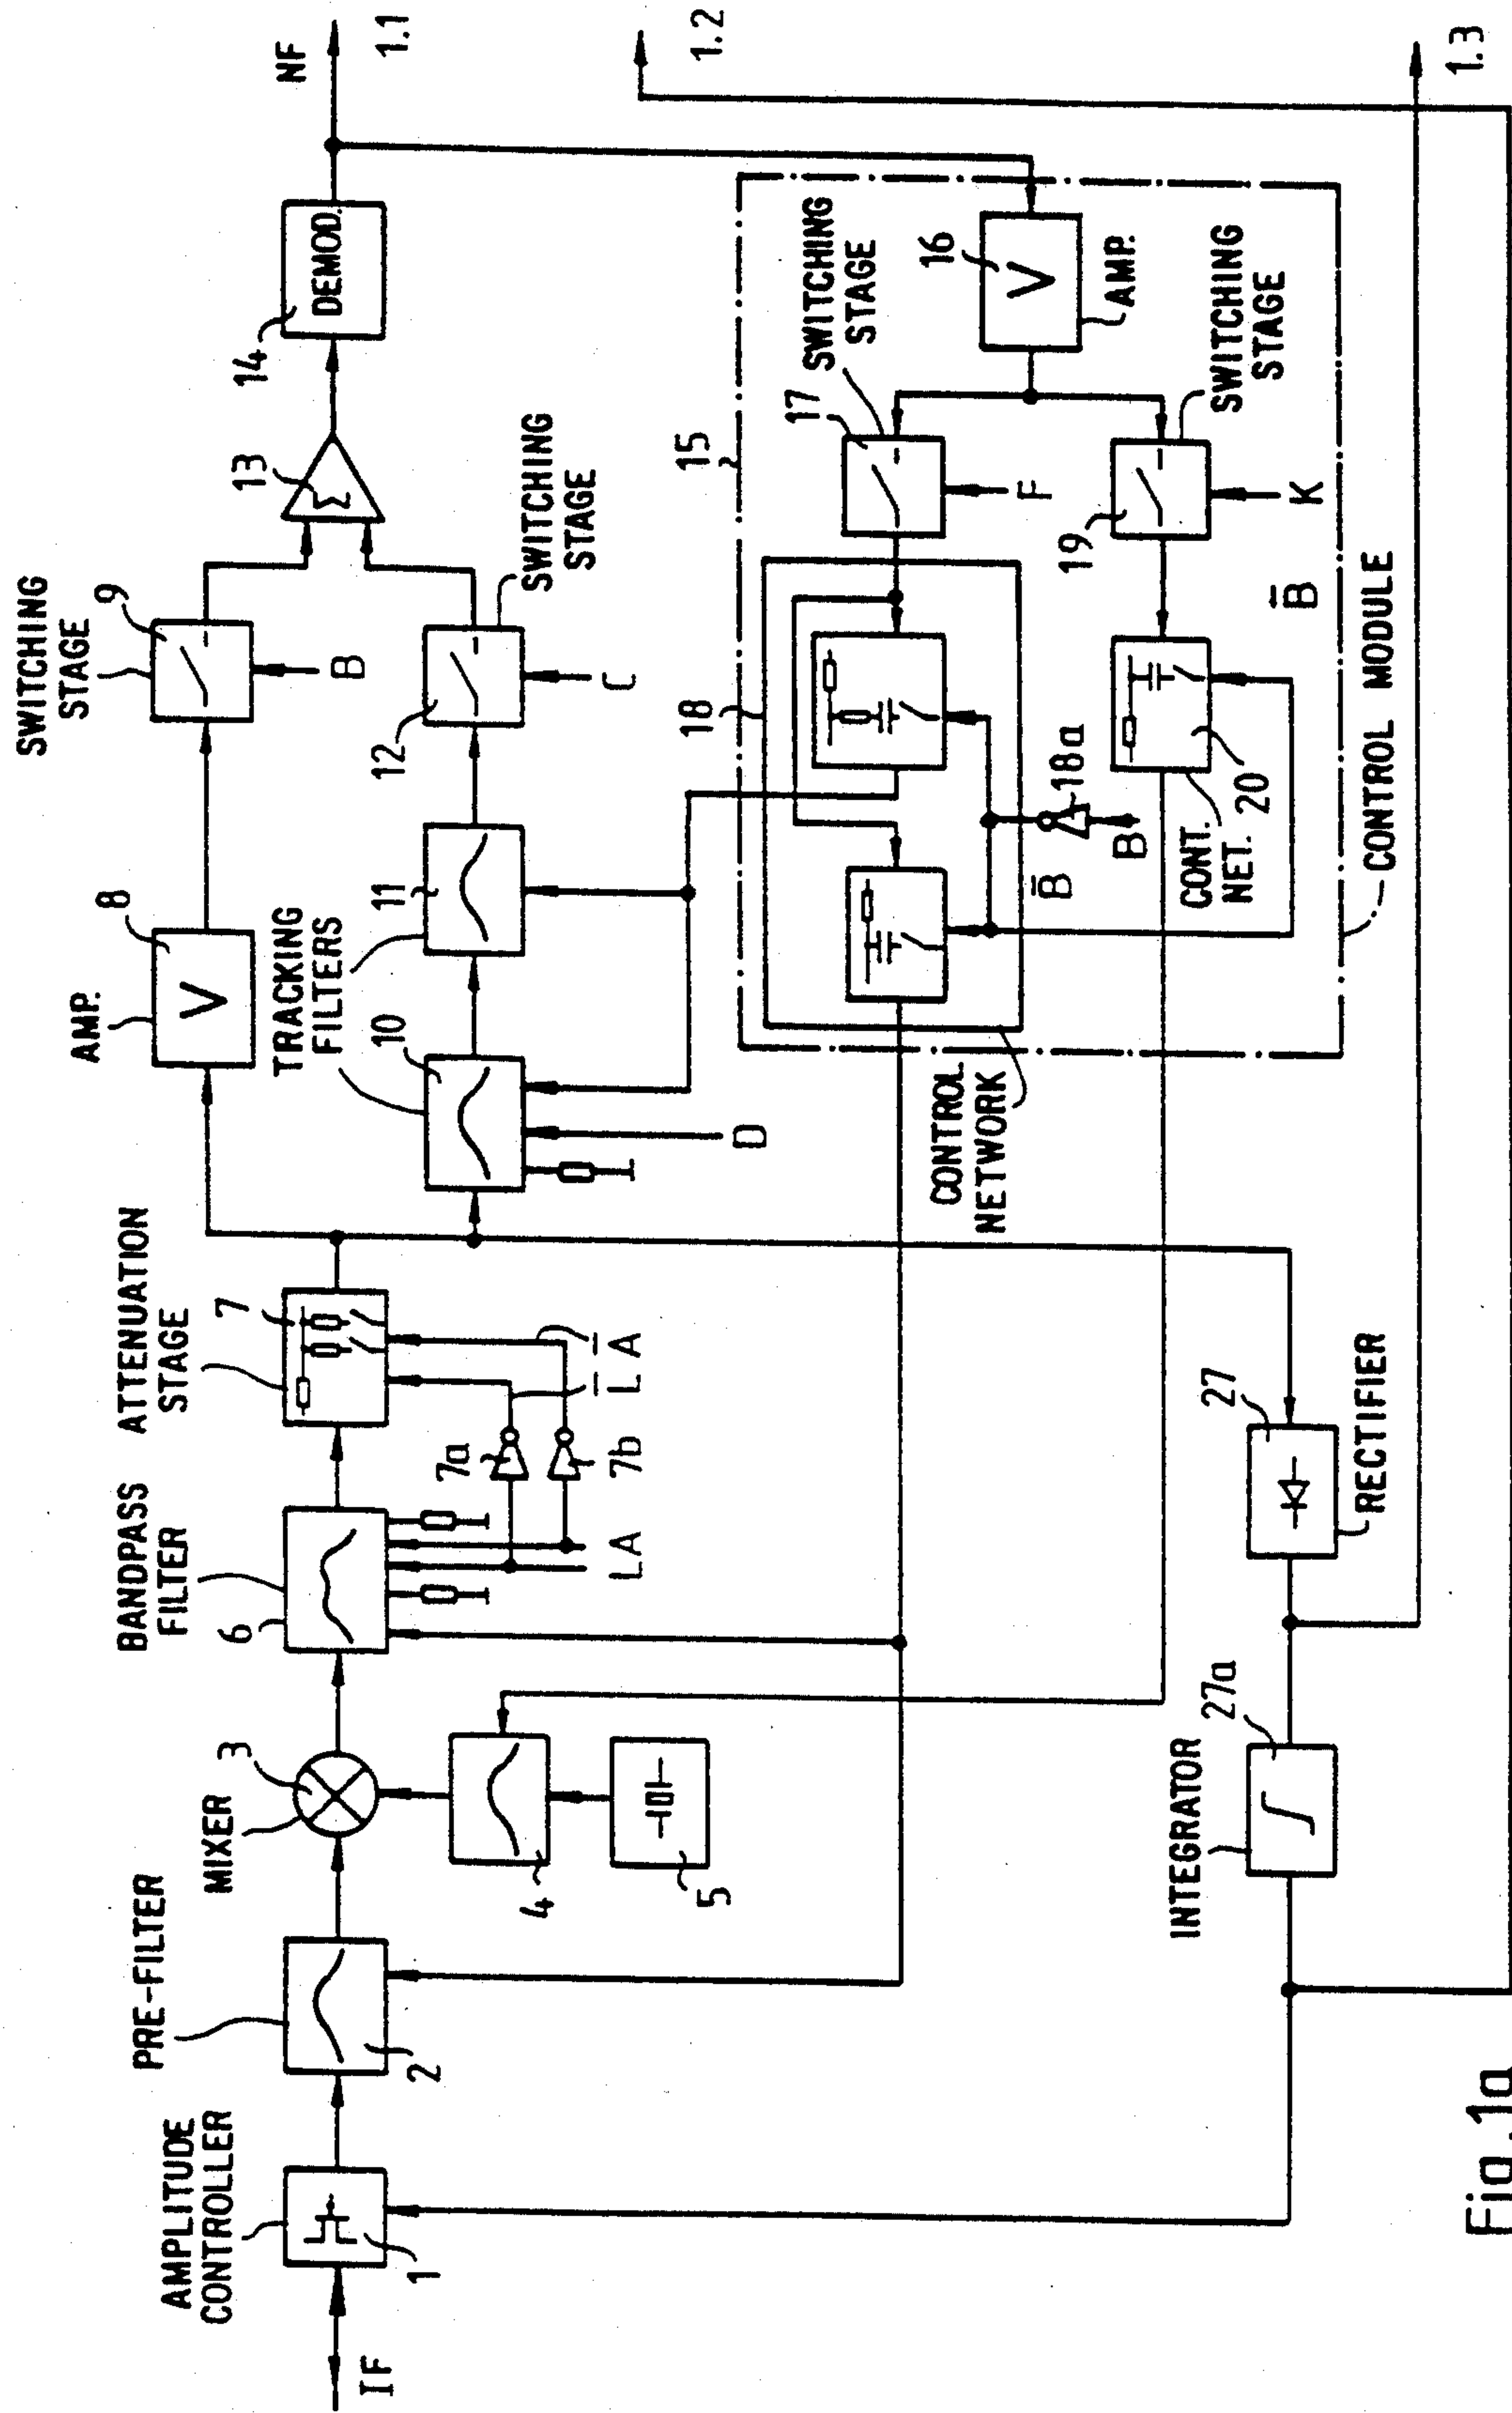 IF
AMPLITUDE
CONTROLLER
1
PRE-FILTER
2
MIXER
3
4
5
BANDPASS
FILTER
6
LA
7a
7b
L̅ A̅
ATTENUATION
STAGE
7
AMP.
8
V
SWITCHING
STAGE
9
B
TRACKING
FILTERS
10
D
11
12
C
SWITCHING
STAGE
13
Σ
14
DEMOD.
NF
1.1
1.2
1.3
15
16
V
AMP.
17
SWITCHING
STAGE
F
18
18a
B
B̅
CONTROL
NETWORK
19
K
SWITCHING
STAGE
B̅
CONT.
NET.
20
CONTROL MODULE
27
RECTIFIER
27a
INTEGRATOR
Fig.1a